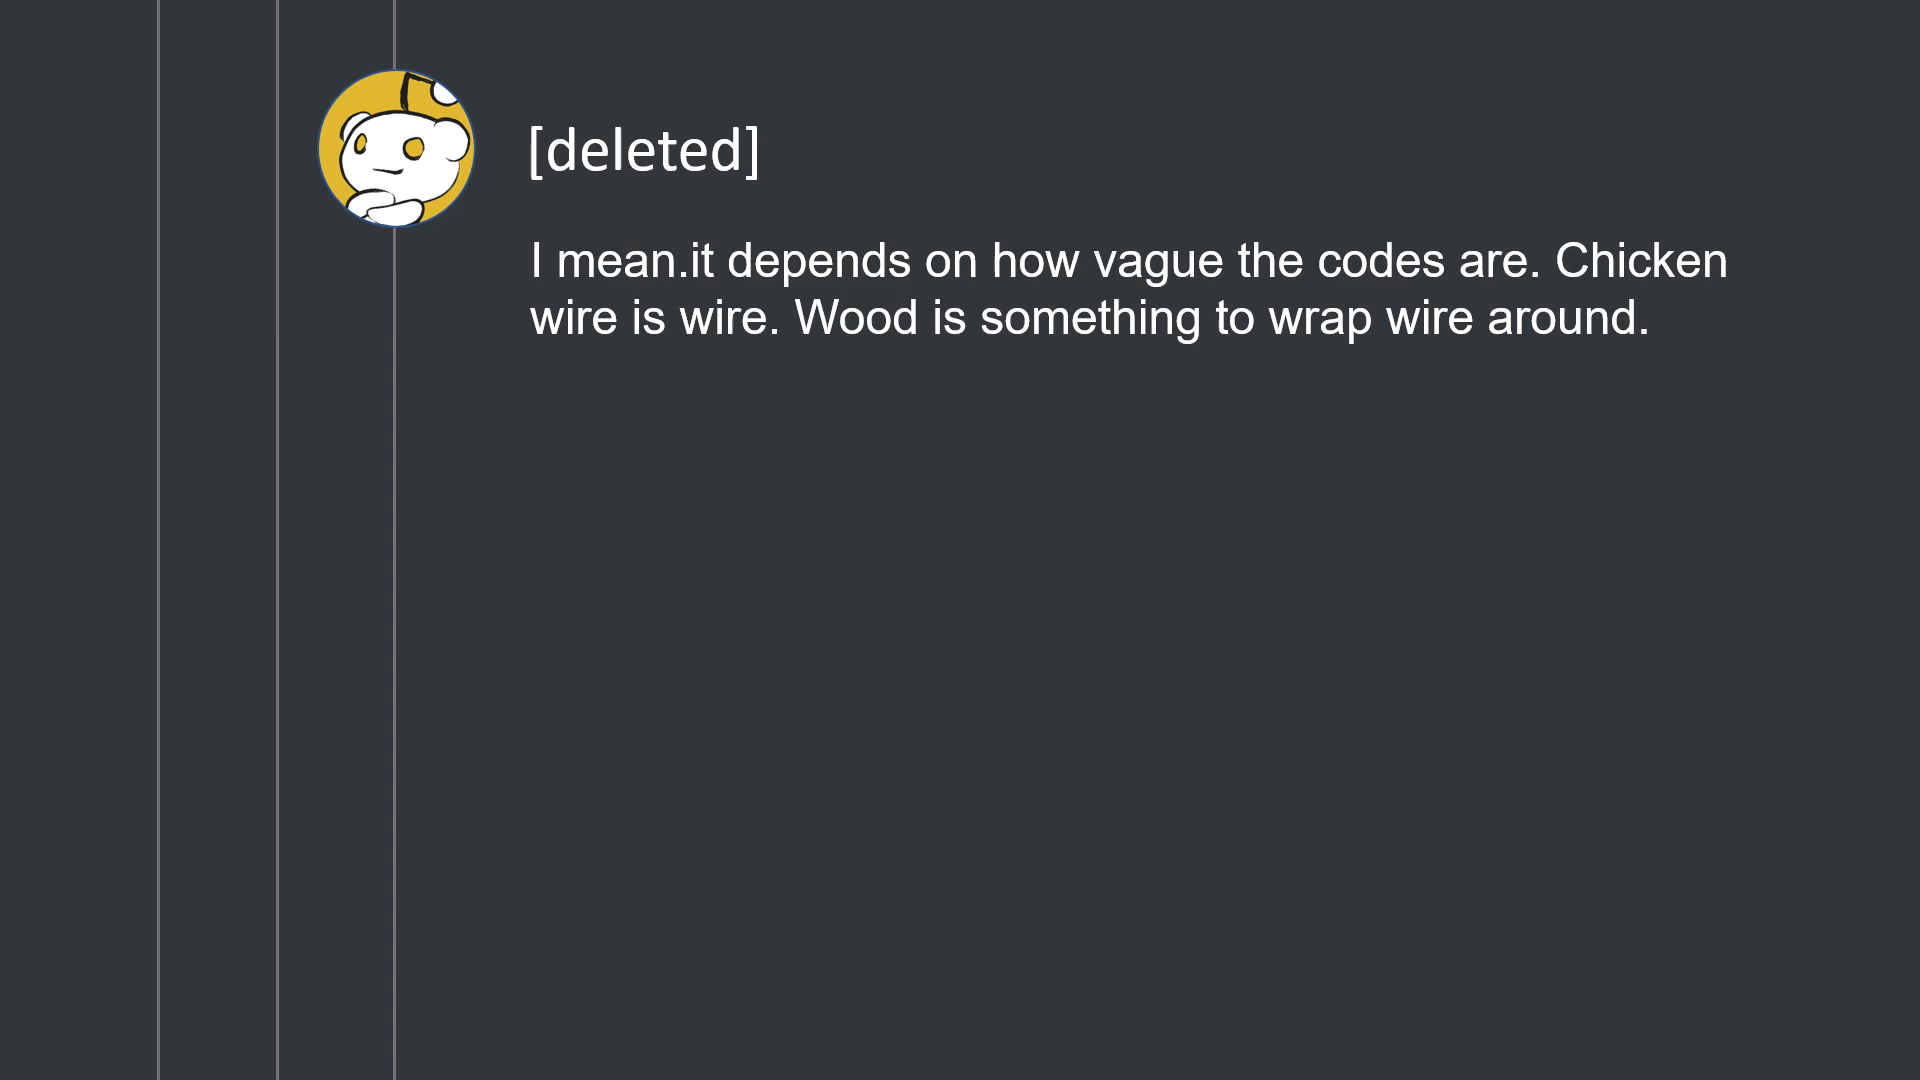 [deleted]
I mean.it depends on how vague the codes are. Chicken
wire is wire. Wood is something to wrap wire around.